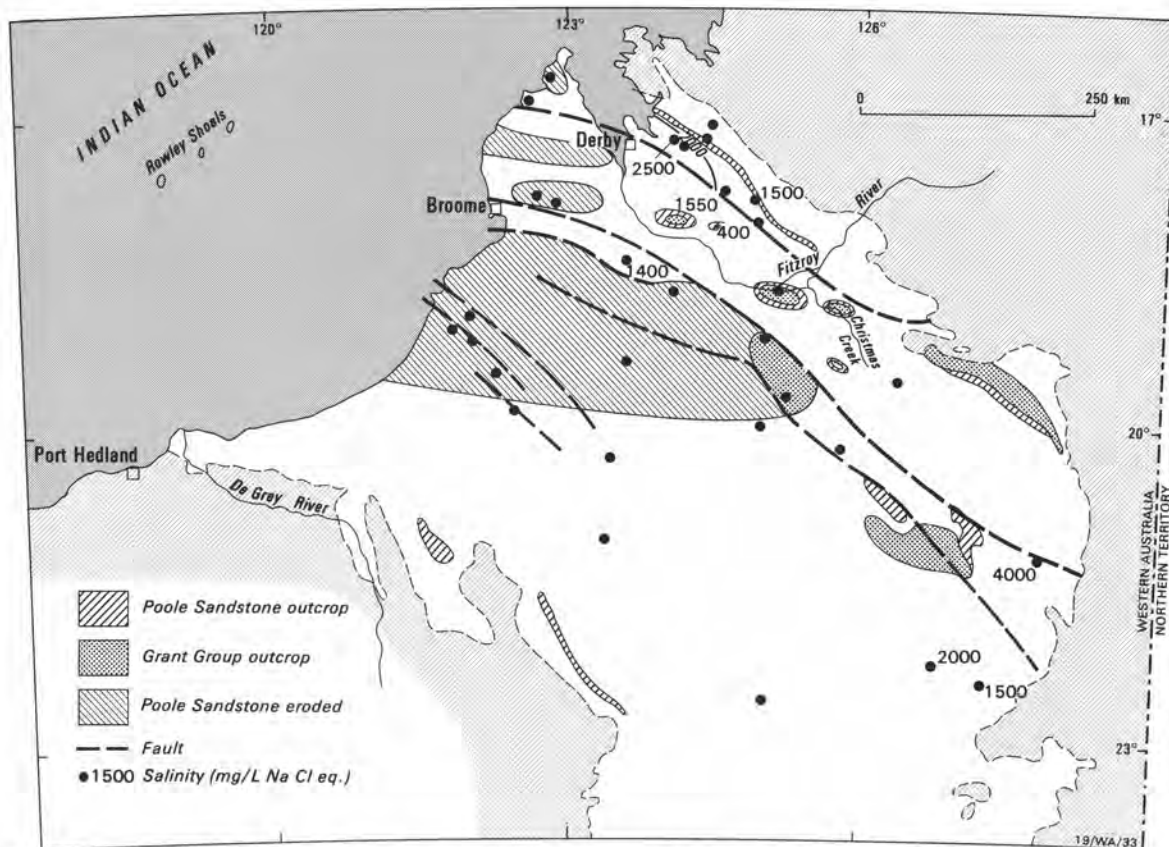 120°
123°
126°
INDIAN OCEAN
Rowley Shoals
0
250 km
17°
Derby
2500
1500
River
Broome
1550
400
Fitzroy
1400
Christmas
Creek
20°
Port Hedland
De Grey River
WESTERN AUSTRALIA
NORTHERN TERRITORY
4000
2000
1500
23°
Poole Sandstone outcrop
Grant Group outcrop
Poole Sandstone eroded
Fault
1500 Salinity (mg/L Na Cl eq.)
19/WA/33